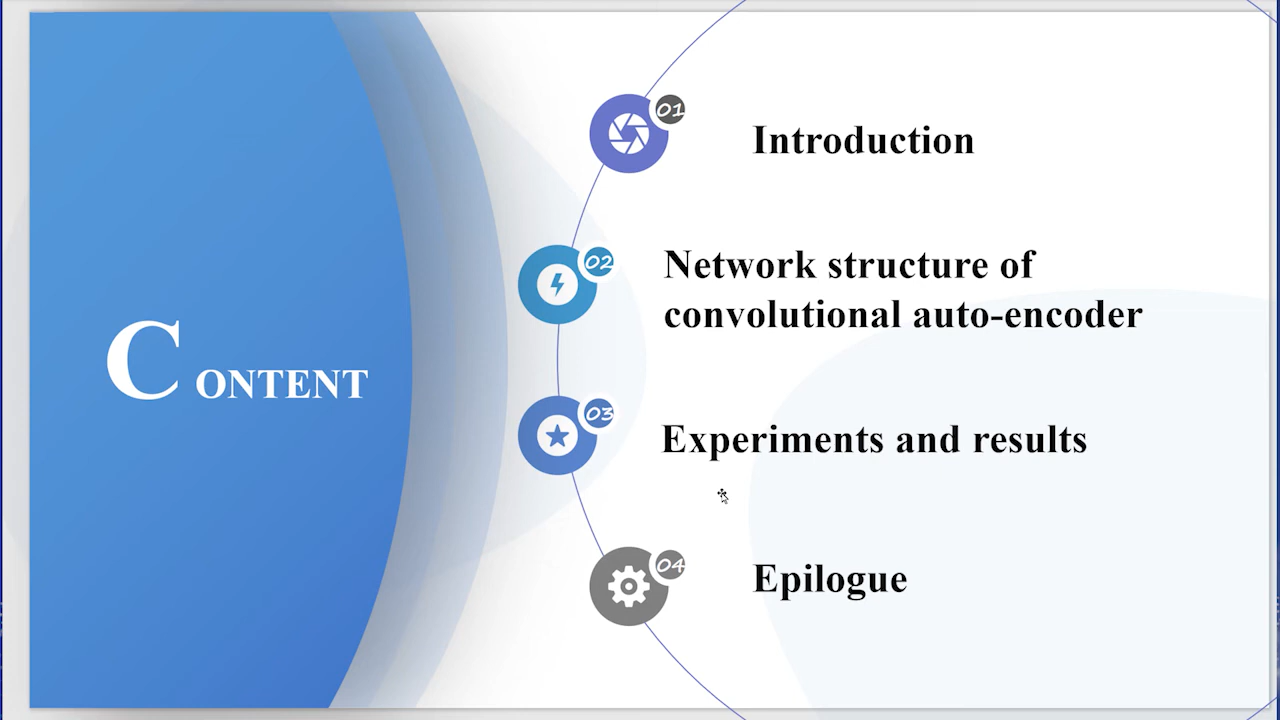 CONTENT
01
Introduction
02
Network structure of
convolutional auto-encoder
03
Experiments and results
04
Epilogue